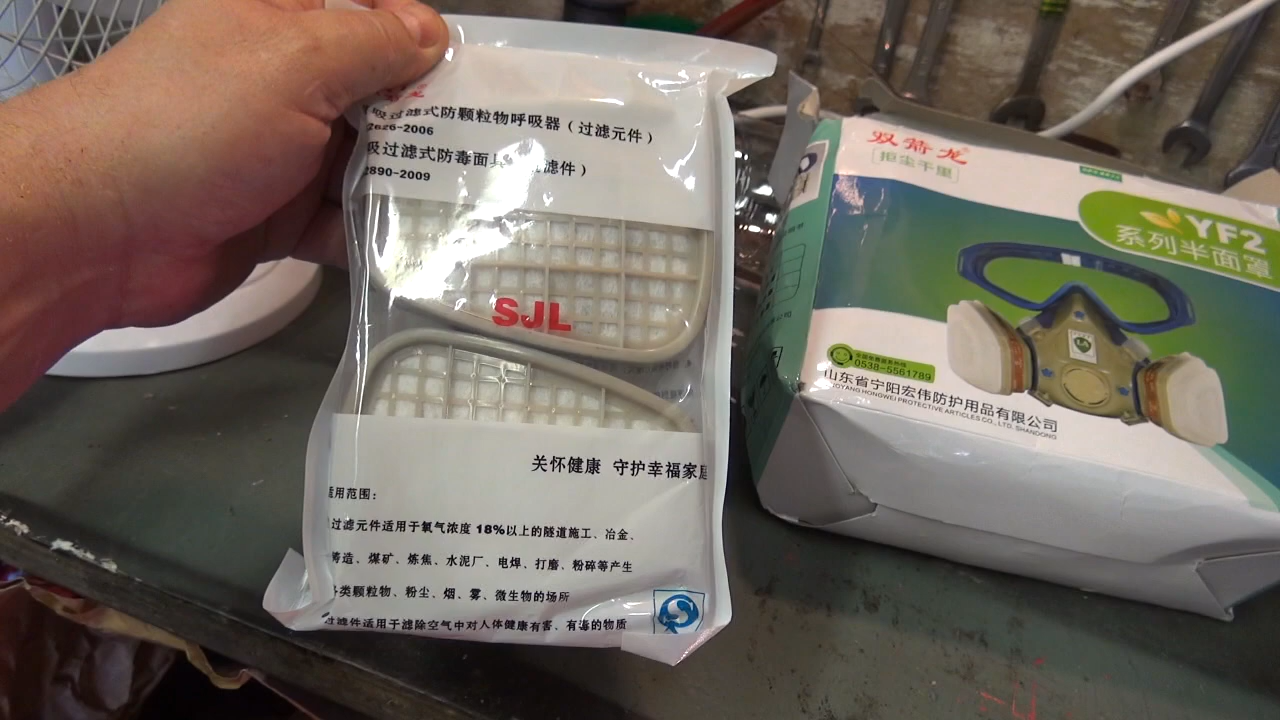 吸过滤式防颗粒物呼吸器（过滤元件）
2626-2006
吸过滤式防毒面具 滤件）
2890-2009
SJL
关怀健康 守护幸福家庭
适用范围：
过滤元件适用于氧气浓度 18%以上的隧道施工、冶金、
铸造、煤矿、炼焦、水泥厂、电焊、打磨、粉碎等产生
各类颗粒物、粉尘、烟、雾、微生物的场所
过滤件适用于滤除空气中对人体健康有害、有毒的物质
双箭龙
拒尘千里
YF2
系列半面罩
0538-5561789
山东省宁阳宏伟防护用品有限公司
NINGYANG HONGWEI PROTECTIVE ARTICLES CO., LTD. SHANDONG